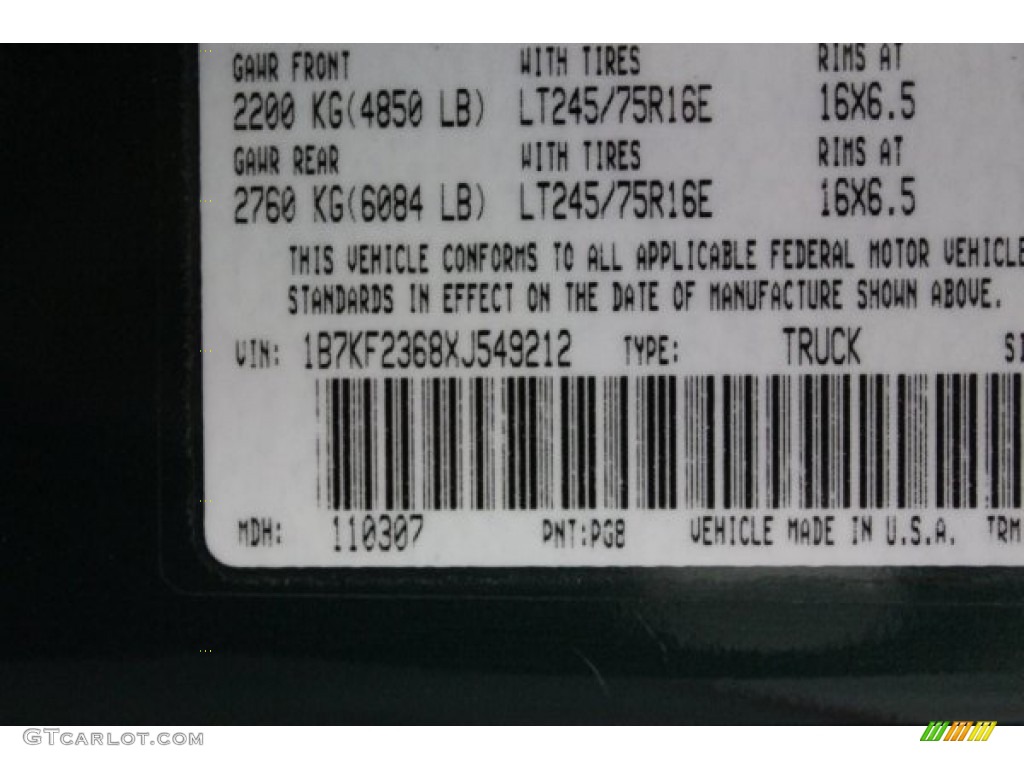 GAWR FRONT WITH TIRES RIMS AT
2200 KG(4850 LB) LT245/75R16E 16X6.5
GAWR REAR WITH TIRES RIMS AT
2760 KG(6084 LB) LT245/75R16E 16X6.5
THIS VEHICLE CONFORMS TO ALL APPLICABLE FEDERAL MOTOR VEHICLE
STANDARDS IN EFFECT ON THE DATE OF MANUFACTURE SHOWN ABOVE.
VIN: 1B7KF2368XJ549212 TYPE: TRUCK
MDH: 110307 PNT:PG8 VEHICLE MADE IN U.S.A. TRM
GTCARLOT.COM